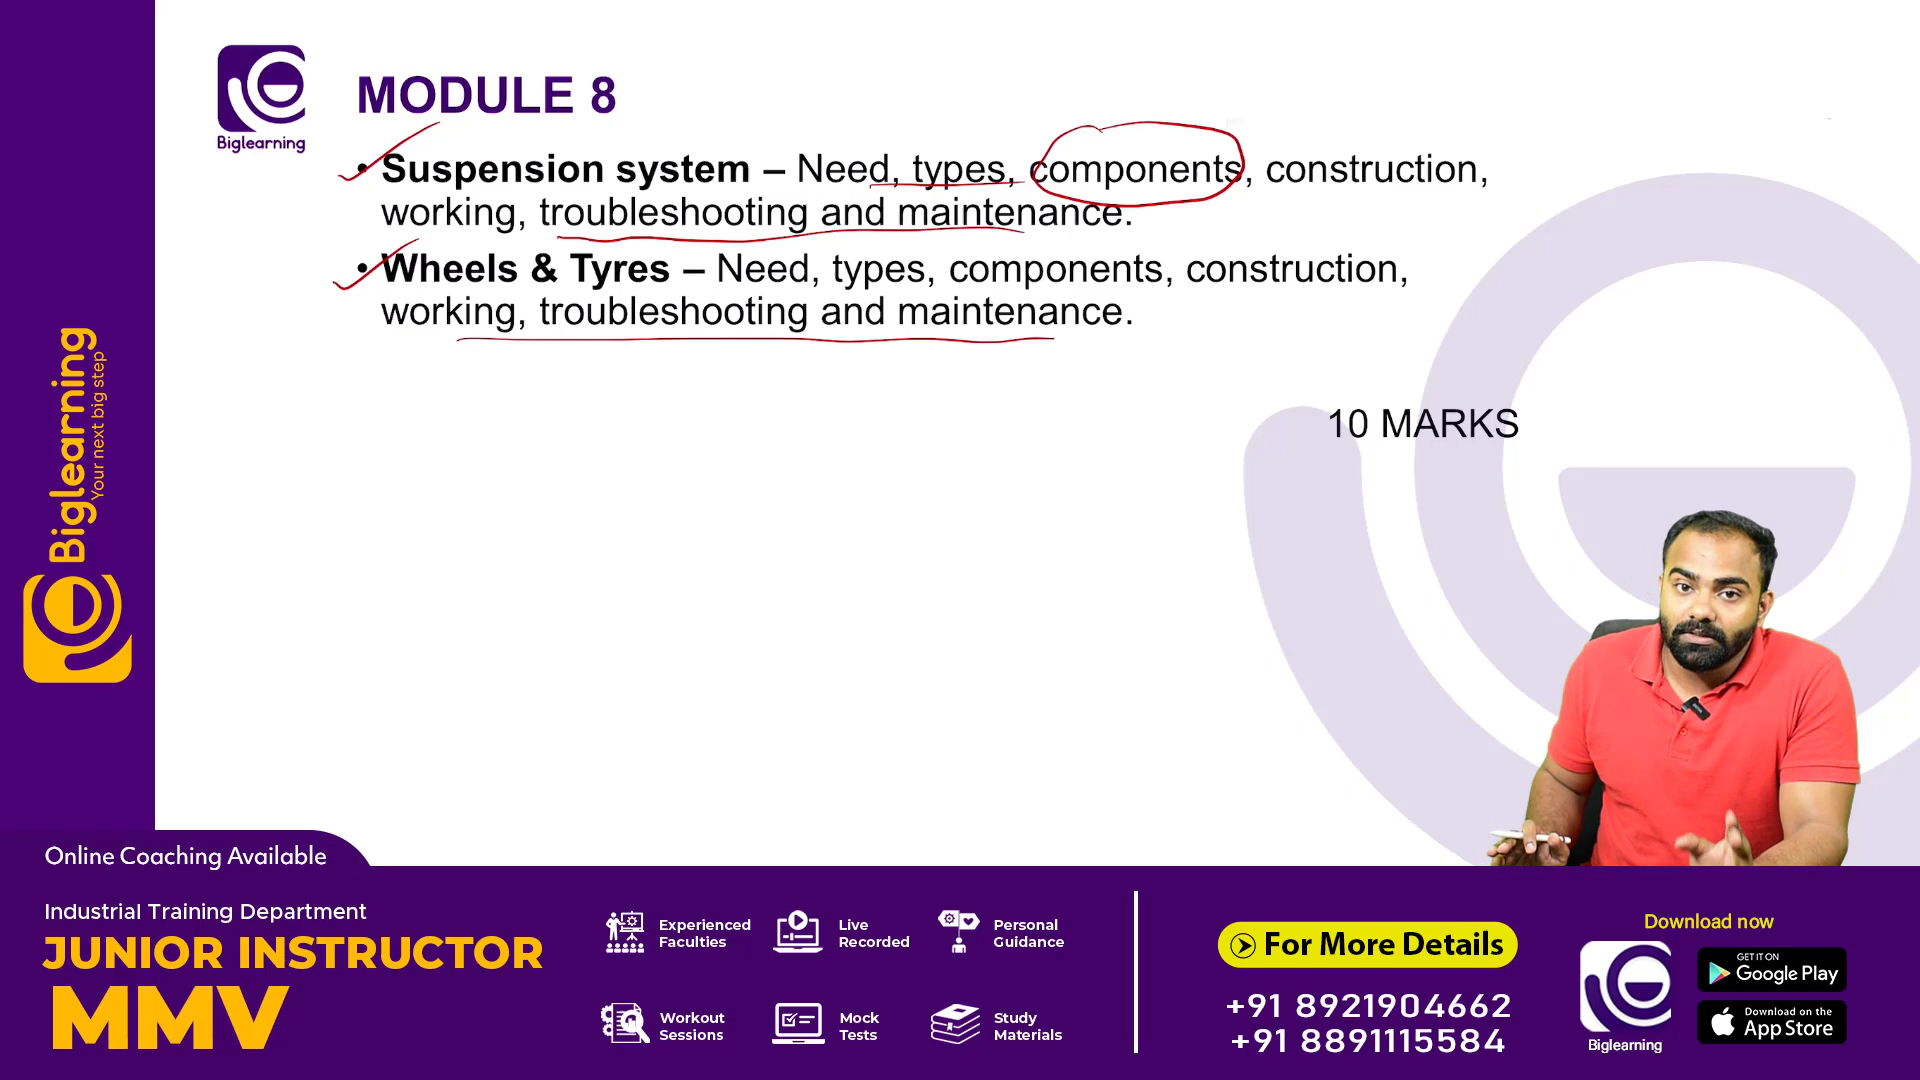 Biglearning
MODULE 8
• Suspension system – Need, types, components, construction,
working, troubleshooting and maintenance.
• Wheels & Tyres – Need, types, components, construction,
working, troubleshooting and maintenance.
10 MARKS
Biglearning
Your next big step
Online Coaching Available
Industrial Training Department
JUNIOR INSTRUCTOR
MMV
Experienced
Faculties
Live
Recorded
Personal
Guidance
Workout
Sessions
Mock
Tests
Study
Materials
For More Details
+91 8921904662
+91 8891115584
Download now
Biglearning
GET IT ON
Google Play
Download on the
App Store